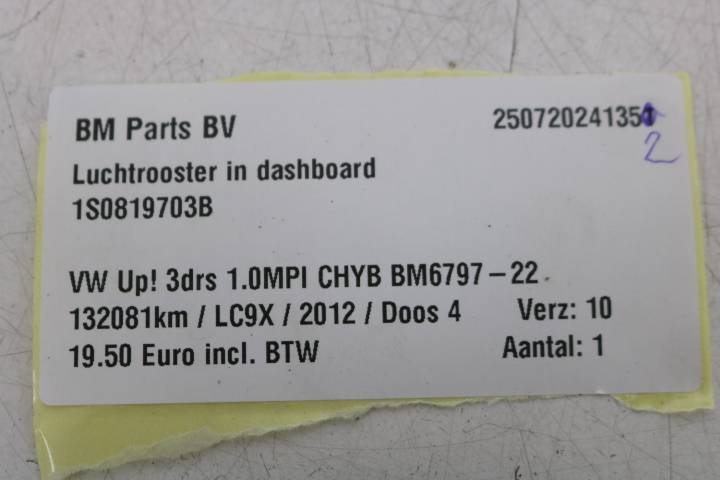 BM Parts BV 250720241351
2
Luchtrooster in dashboard
1S0819703B
VW Up! 3drs 1.0MPI CHYB BM6797-22
132081km / LC9X / 2012 / Doos 4 Verz: 10
19.50 Euro incl. BTW Aantal: 1